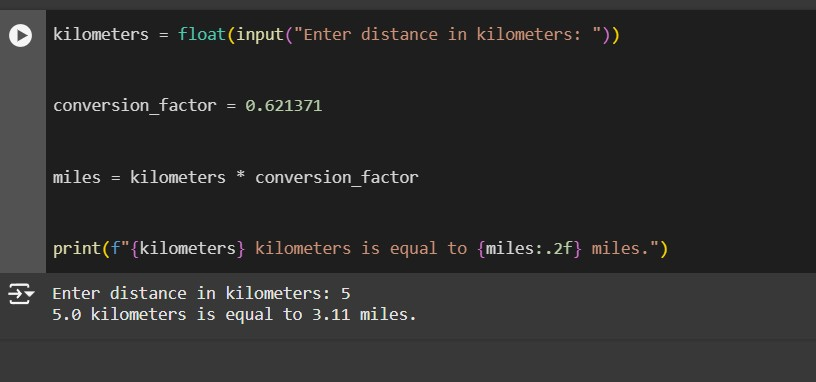 kilometers = float(input("Enter distance in kilometers: "))
conversion_factor = 0.621371
miles = kilometers * conversion_factor
print(f"{kilometers} kilometers is equal to {miles:.2f} miles.")
Enter distance in kilometers: 5
5.0 kilometers is equal to 3.11 miles.